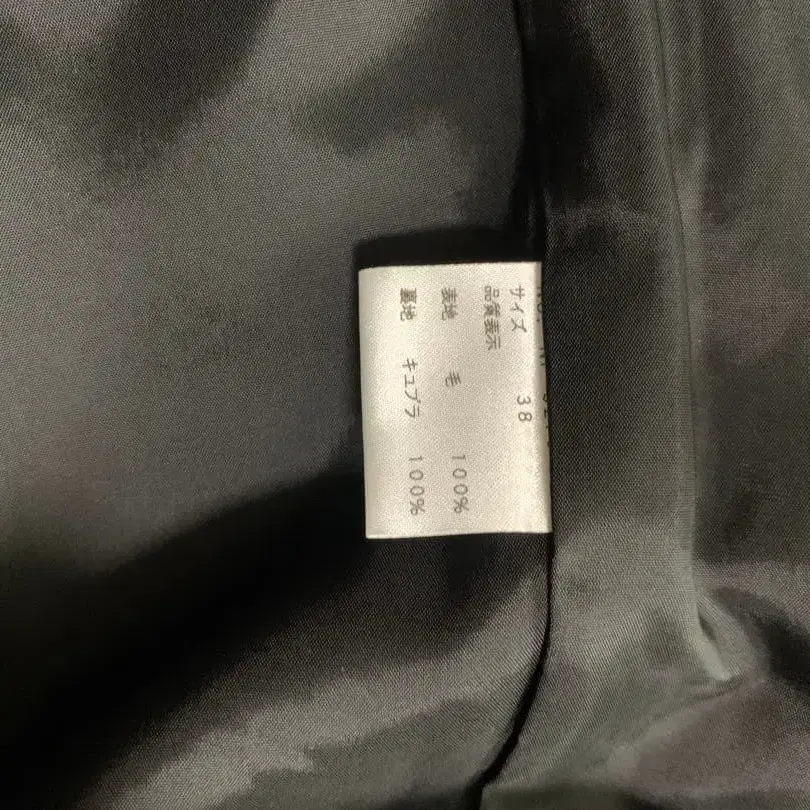 サイズ 38
品質表示
表地 毛 100%
裏地 キュプラ 100%